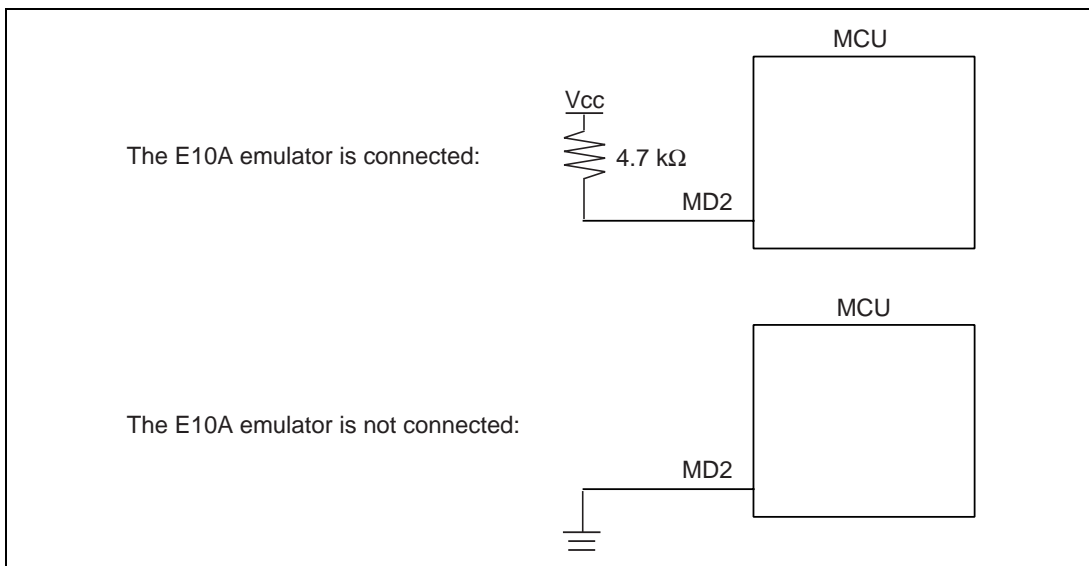 MCU
Vcc
The E10A emulator is connected:
4.7 kΩ
MD2
MCU
The E10A emulator is not connected:
MD2